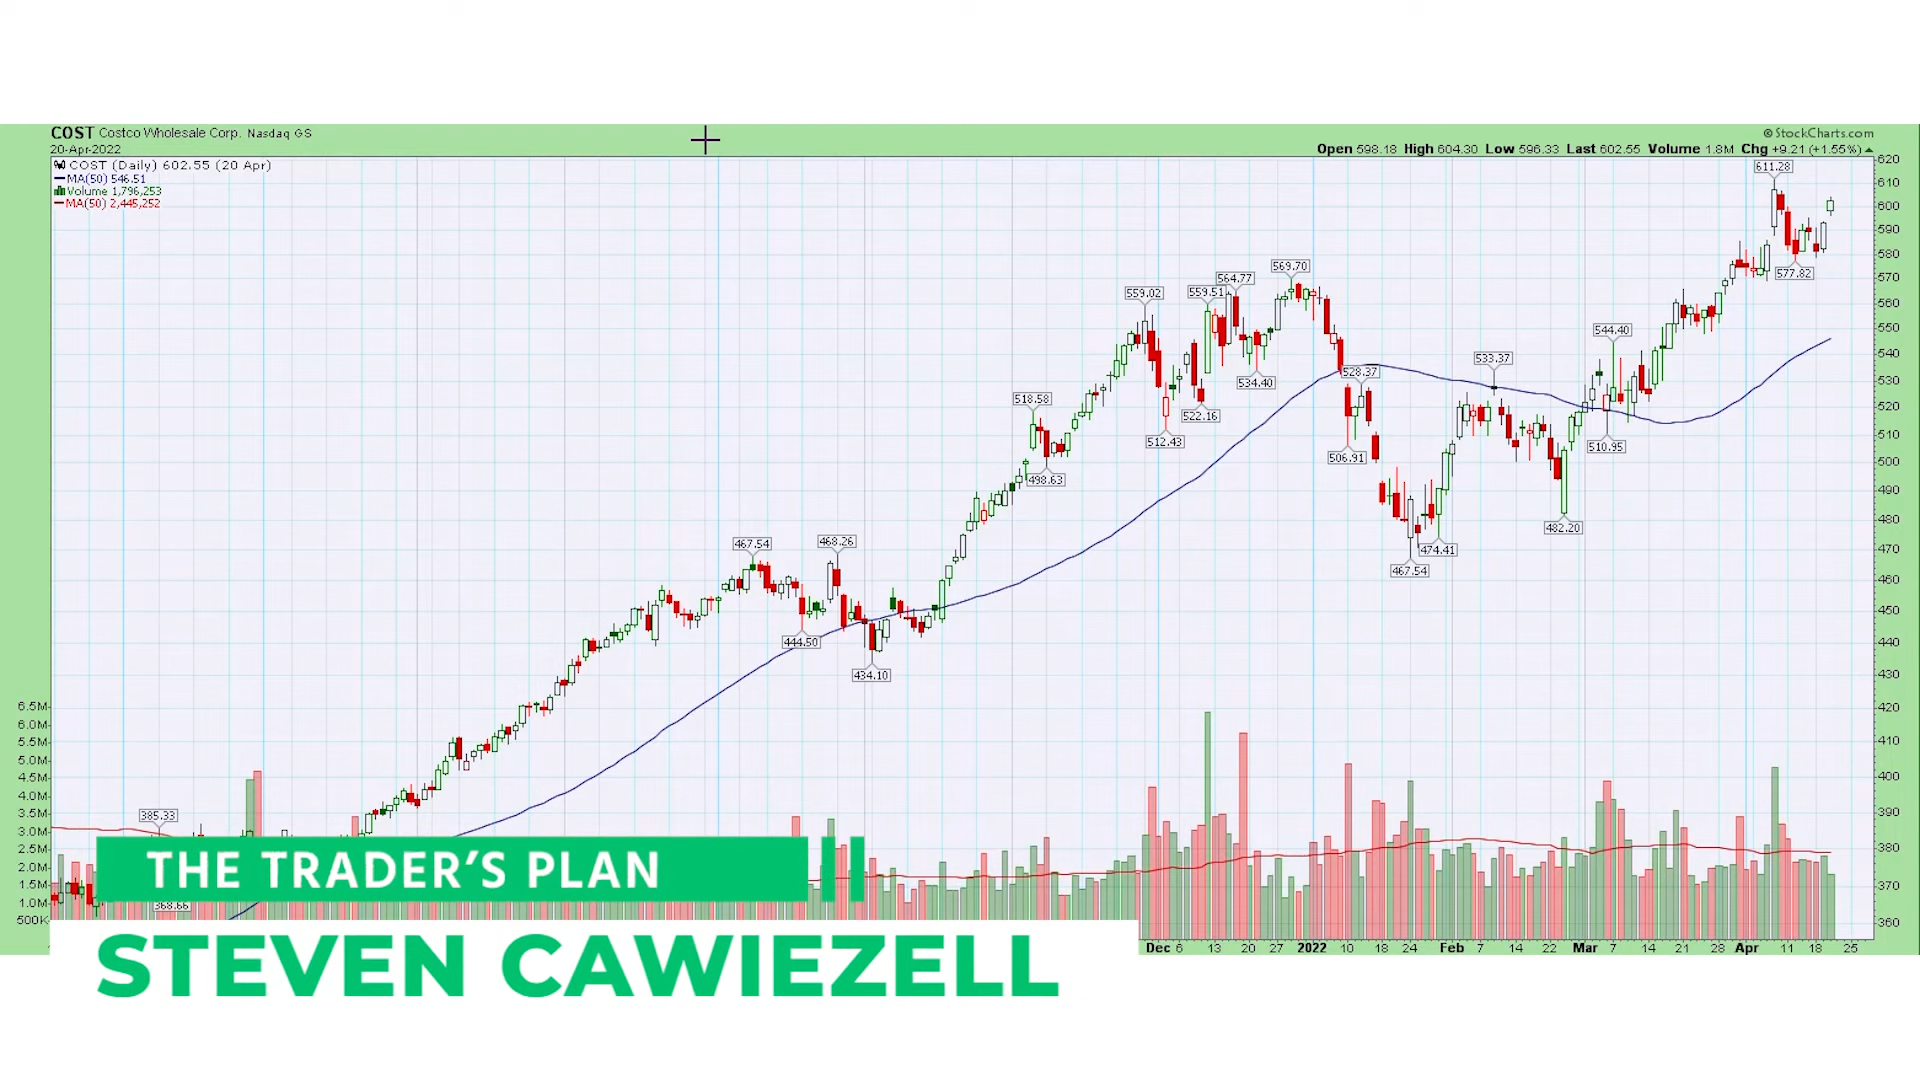 COST Costco Wholesale Corp. Nasdaq GS
© StockCharts.com
20-Apr-2022
Open 598.18 High 604.30 Low 596.33 Last 602.55 Volume 1.8M Chg +9.21 (+1.55%)
COST (Daily) 602.55 (20 Apr)
MA(50) 546.51
Volume 1,796,253
MA(50) 2,445,252
611.28
577.82
569.70
564.77
559.02
559.51
544.40
534.40
533.37
528.37
522.16
518.58
512.43
510.95
506.91
498.63
482.20
474.41
467.54
467.54
468.26
444.50
434.10
385.33
368.66
620
610
600
590
580
570
560
550
540
530
520
510
500
490
480
470
460
450
440
430
420
410
400
390
380
370
360
6.5M
6.0M
5.5M
5.0M
4.5M
4.0M
3.5M
3.0M
2.5M
2.0M
1.5M
1.0M
500K
Dec 6 13 20 27 2022 10 18 24 Feb 7 14 22 Mar 7 14 21 28 Apr 11 18 25
THE TRADER'S PLAN
STEVEN CAWIEZELL